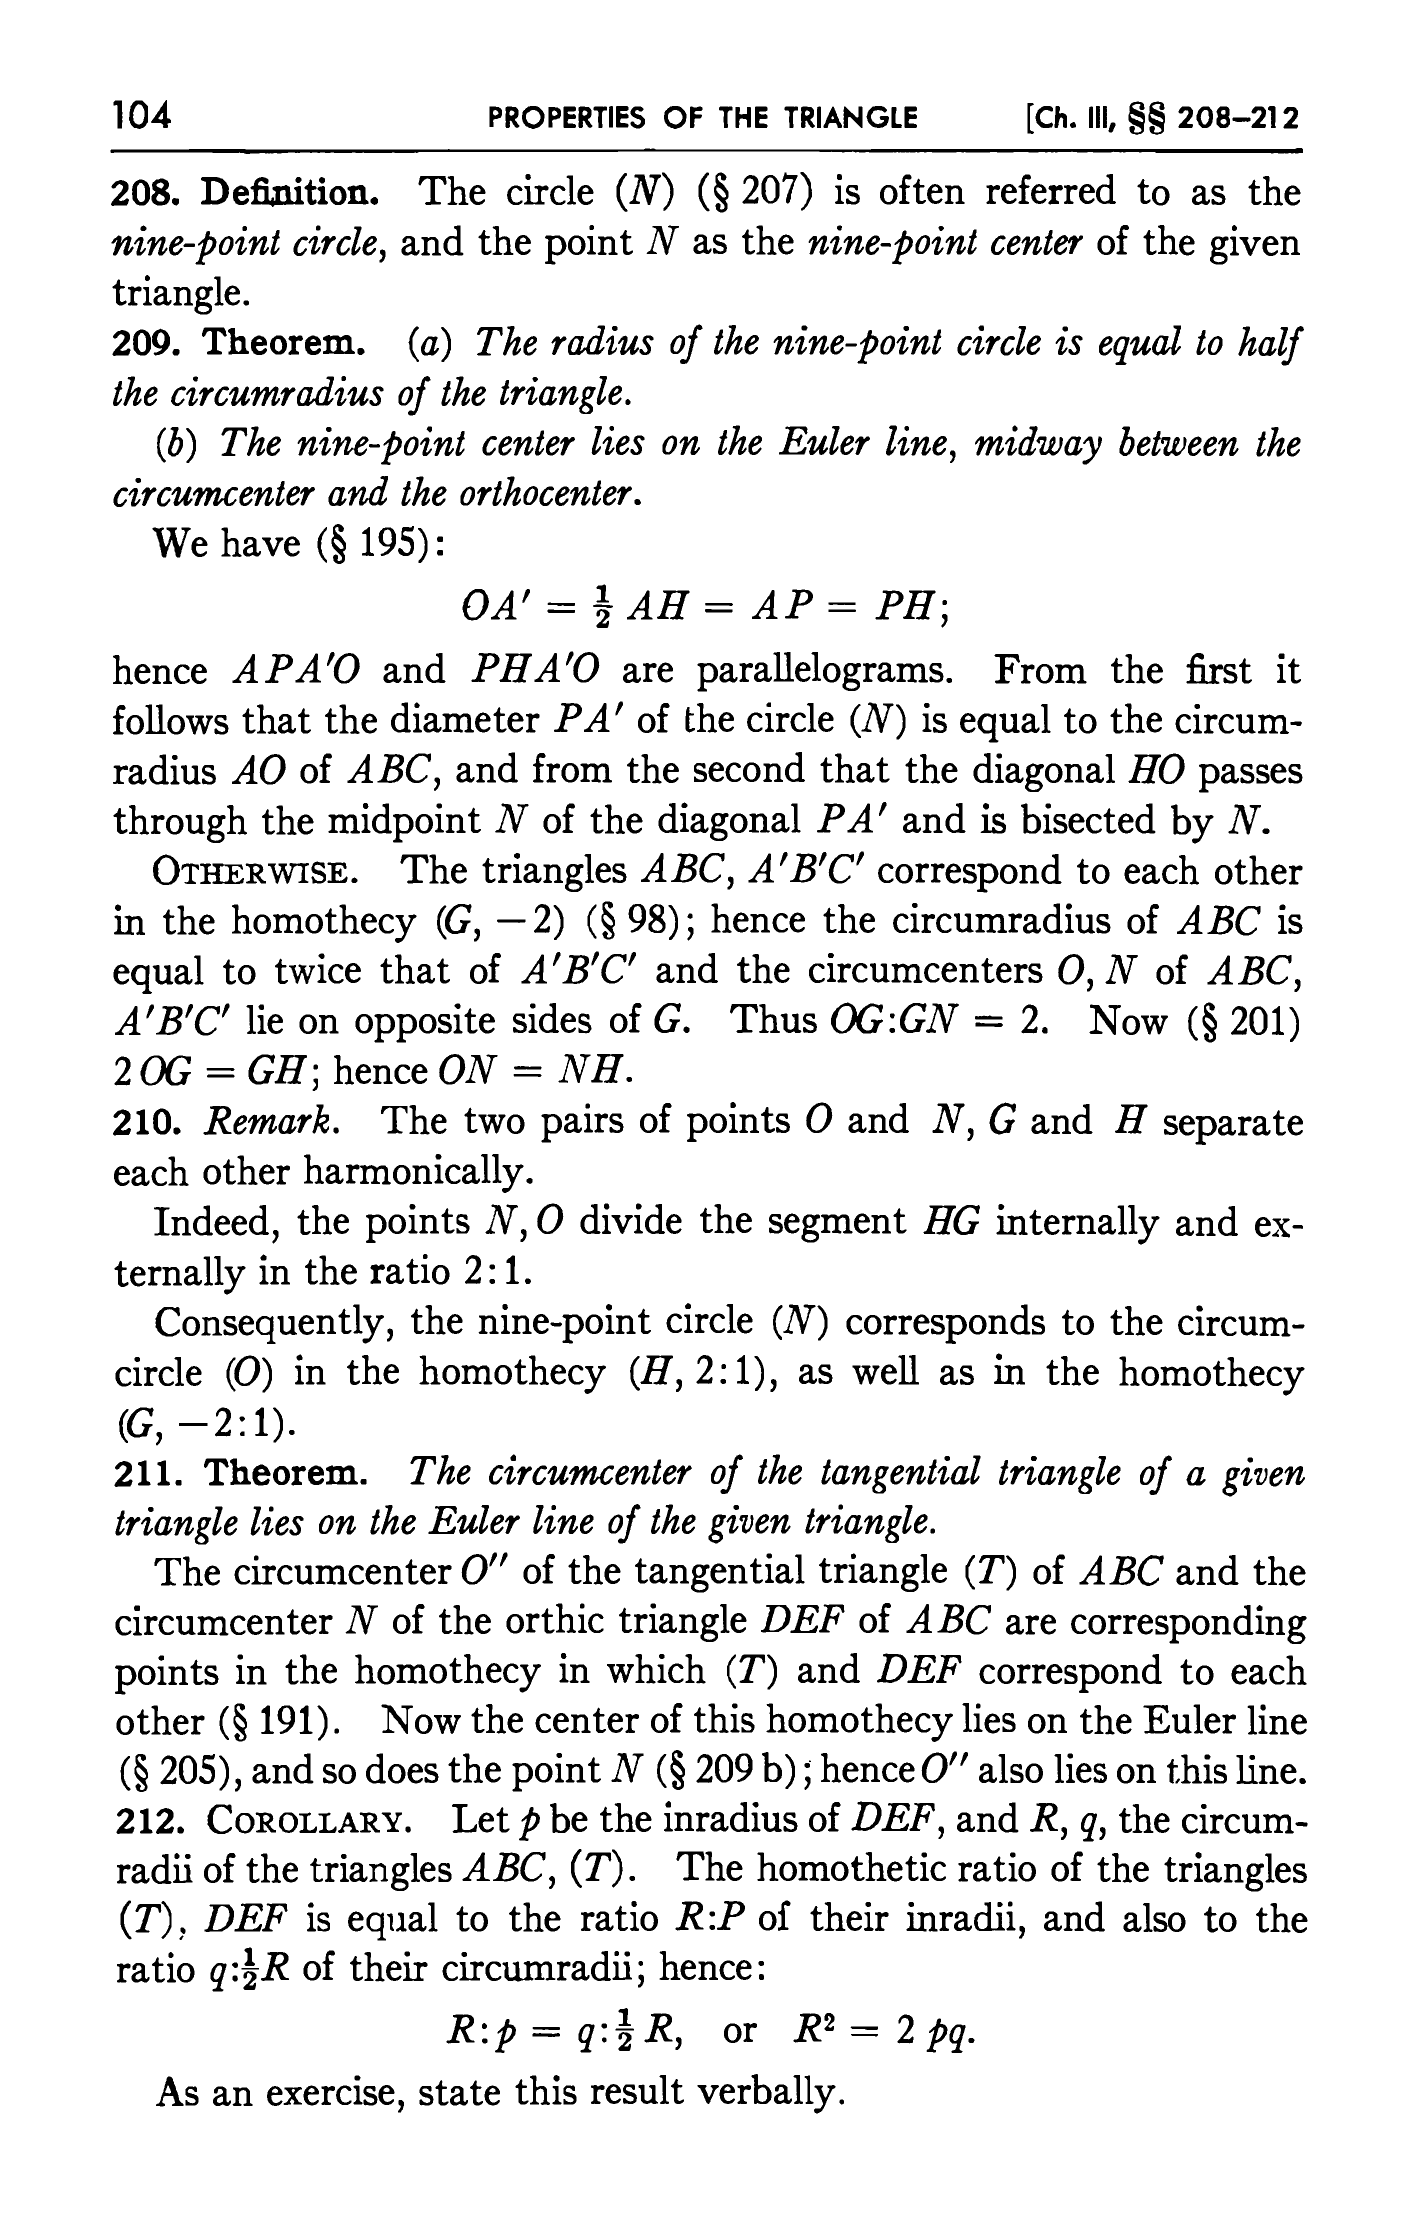 104 PROPERTIES OF THE TRIANGLE [Ch. III, §§ 208–212
208. Definition. The circle (N) (§ 207) is often referred to as the
nine-point circle, and the point N as the nine-point center of the given
triangle.
209. Theorem. (a) The radius of the nine-point circle is equal to half
the circumradius of the triangle.
(b) The nine-point center lies on the Euler line, midway between the
circumcenter and the orthocenter.
We have (§ 195):
OA′ = ½ AH = AP = PH;
hence APA′O and PHA′O are parallelograms. From the first it
follows that the diameter PA′ of the circle (N) is equal to the circum-
radius AO of ABC, and from the second that the diagonal HO passes
through the midpoint N of the diagonal PA′ and is bisected by N.
OTHERWISE. The triangles ABC, A′B′C′ correspond to each other
in the homothecy (G, −2) (§ 98); hence the circumradius of ABC is
equal to twice that of A′B′C′ and the circumcenters O, N of ABC,
A′B′C′ lie on opposite sides of G. Thus OG:GN = 2. Now (§ 201)
2 OG = GH; hence ON = NH.
210. Remark. The two pairs of points O and N, G and H separate
each other harmonically.
Indeed, the points N, O divide the segment HG internally and ex-
ternally in the ratio 2:1.
Consequently, the nine-point circle (N) corresponds to the circum-
circle (O) in the homothecy (H, 2:1), as well as in the homothecy
(G, −2:1).
211. Theorem. The circumcenter of the tangential triangle of a given
triangle lies on the Euler line of the given triangle.
The circumcenter O″ of the tangential triangle (T) of ABC and the
circumcenter N of the orthic triangle DEF of ABC are corresponding
points in the homothecy in which (T) and DEF correspond to each
other (§ 191). Now the center of this homothecy lies on the Euler line
(§ 205), and so does the point N (§ 209 b); hence O″ also lies on this line.
212. COROLLARY. Let p be the inradius of DEF, and R, q, the circum-
radii of the triangles ABC, (T). The homothetic ratio of the triangles
(T), DEF is equal to the ratio R:P of their inradii, and also to the
ratio q:½R of their circumradii; hence:
R:p = q:½ R, or R² = 2 pq.
As an exercise, state this result verbally.